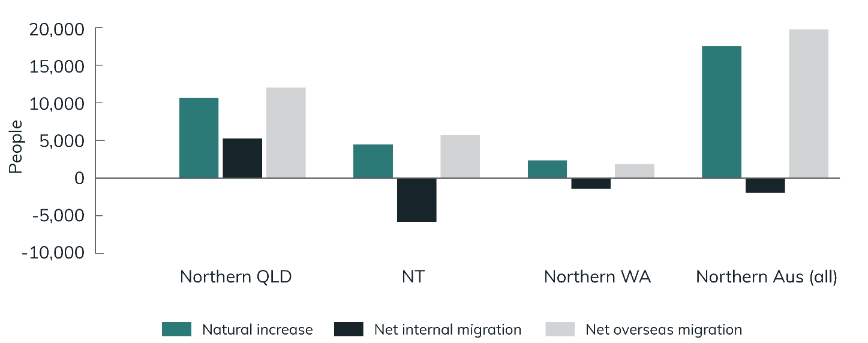 People
20,000
15,000
10,000
5,000
0
-5,000
-10,000
Northern QLD
NT
Northern WA
Northern Aus (all)
Natural increase
Net internal migration
Net overseas migration